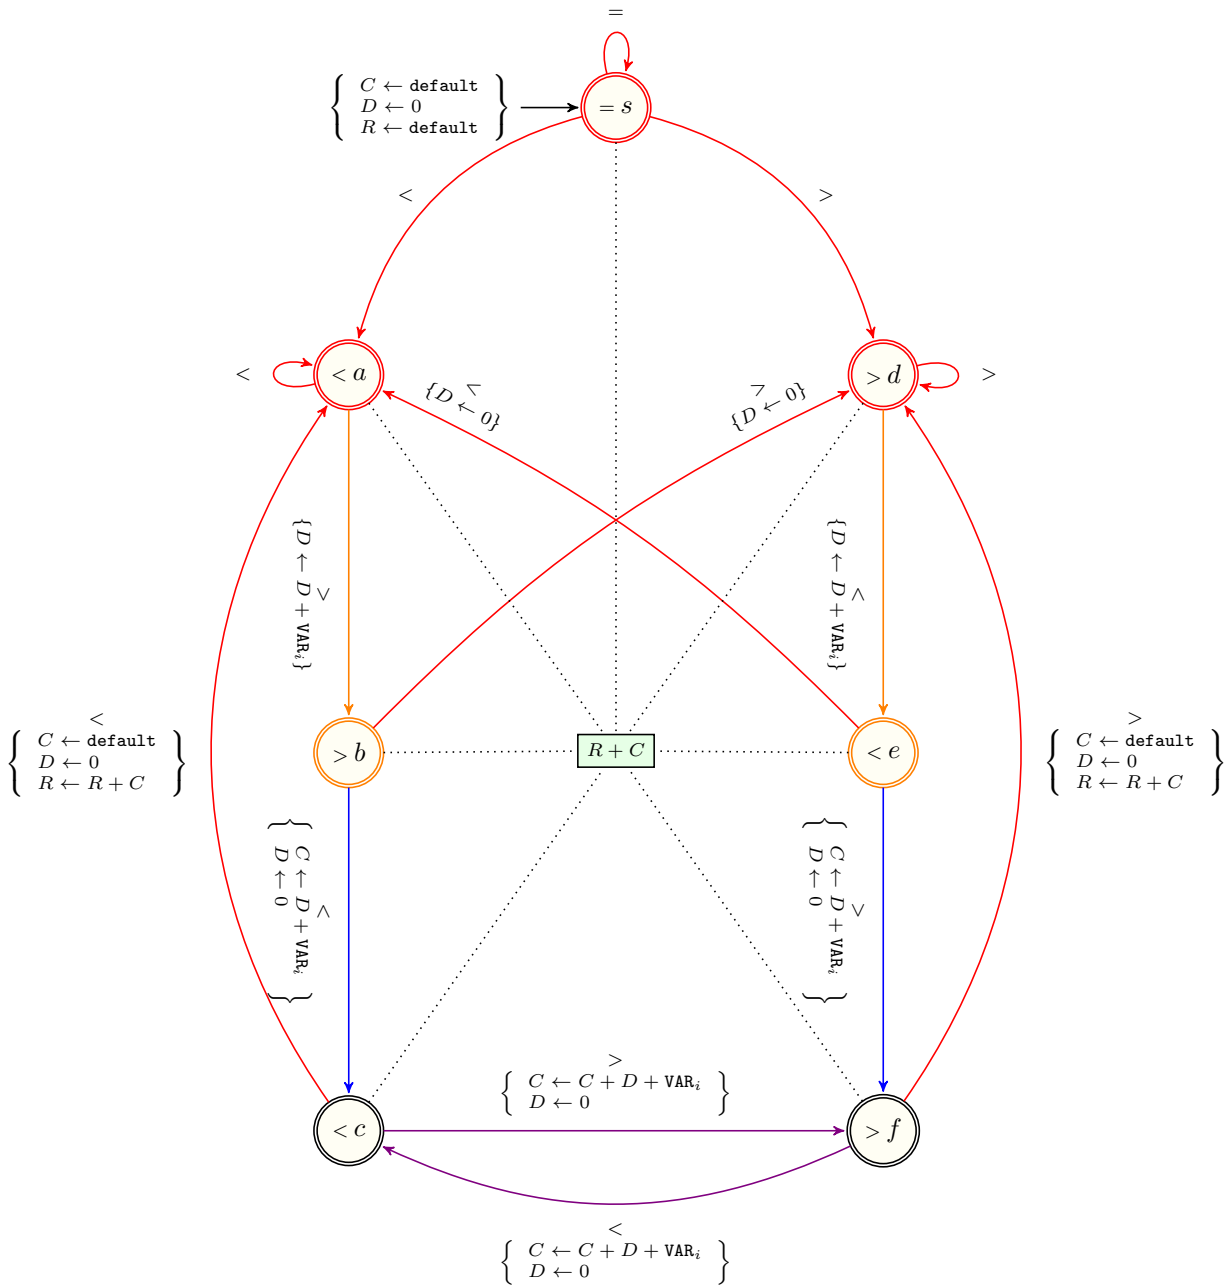 =
{ C ← default
D ← 0
R ← default }
= s
<
>
<
< a
> d
>
<
{D ← 0}
>
{D ← 0}
>
{D ← D + VAR_i}
<
{D ← D + VAR_i}
<
{ C ← default
D ← 0
R ← R + C }
> b
R + C
< e
>
{ C ← default
D ← 0
R ← R + C }
<
{ C ← D + VAR_i
D ← 0 }
>
{ C ← D + VAR_i
D ← 0 }
>
{ C ← C + D + VAR_i
D ← 0 }
< c
> f
<
{ C ← C + D + VAR_i
D ← 0 }